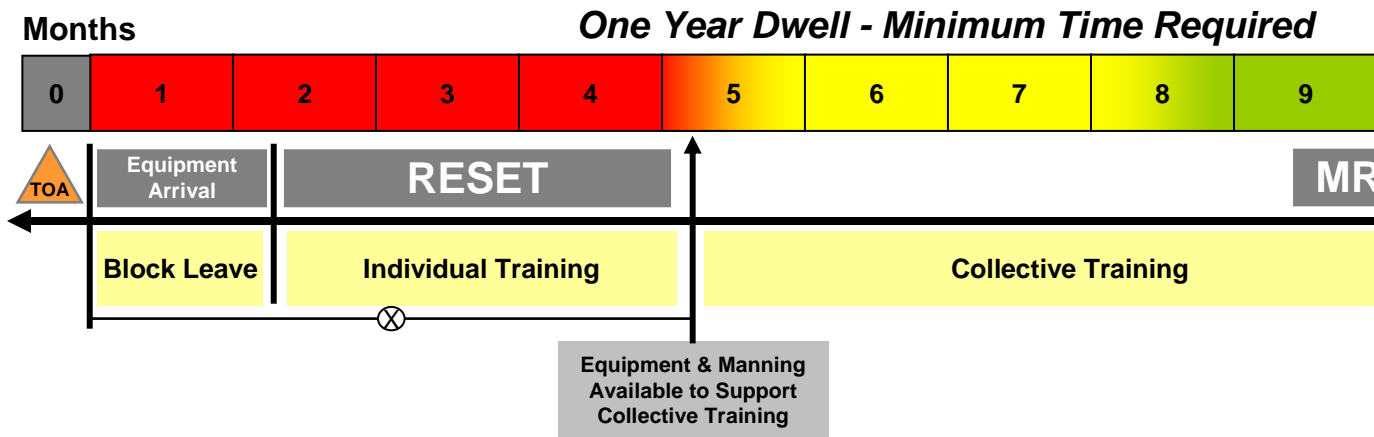 Months
One Year Dwell - Minimum Time Required
0 1 2 3 4 5 6 7 8 9
TOA
Equipment
Arrival
RESET
MR
Block Leave
Individual Training
Collective Training
X
Equipment & Manning
Available to Support
Collective Training